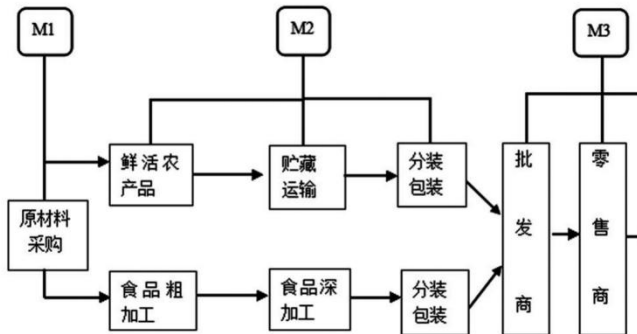 M1
M2
M3
鲜活农
产品
贮藏
运输
分装
包装
批
发
商
零
售
商
原材料
采购
食品粗
加工
食品深
加工
分装
包装